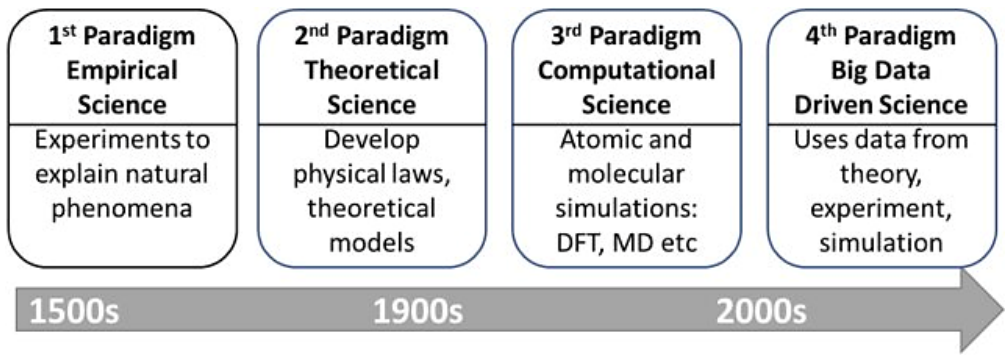 1st Paradigm
Empirical
Science
Experiments to
explain natural
phenomena
2nd Paradigm
Theoretical
Science
Develop
physical laws,
theoretical
models
3rd Paradigm
Computational
Science
Atomic and
molecular
simulations:
DFT, MD etc
4th Paradigm
Big Data
Driven Science
Uses data from
theory,
experiment,
simulation
1500s
1900s
2000s